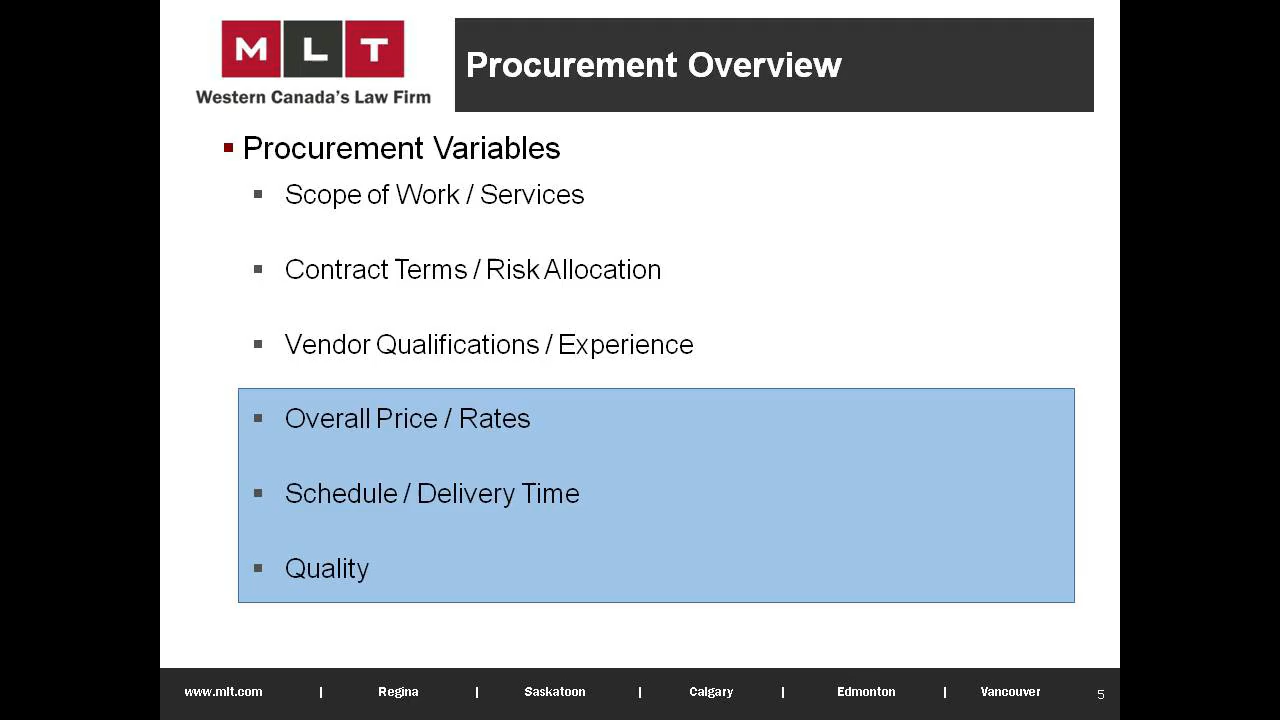 M L T
Western Canada's Law Firm
Procurement Overview
Procurement Variables
Scope of Work / Services
Contract Terms / Risk Allocation
Vendor Qualifications / Experience
Overall Price / Rates
Schedule / Delivery Time
Quality
www.mlt.com | Regina | Saskatoon | Calgary | Edmonton | Vancouver 5